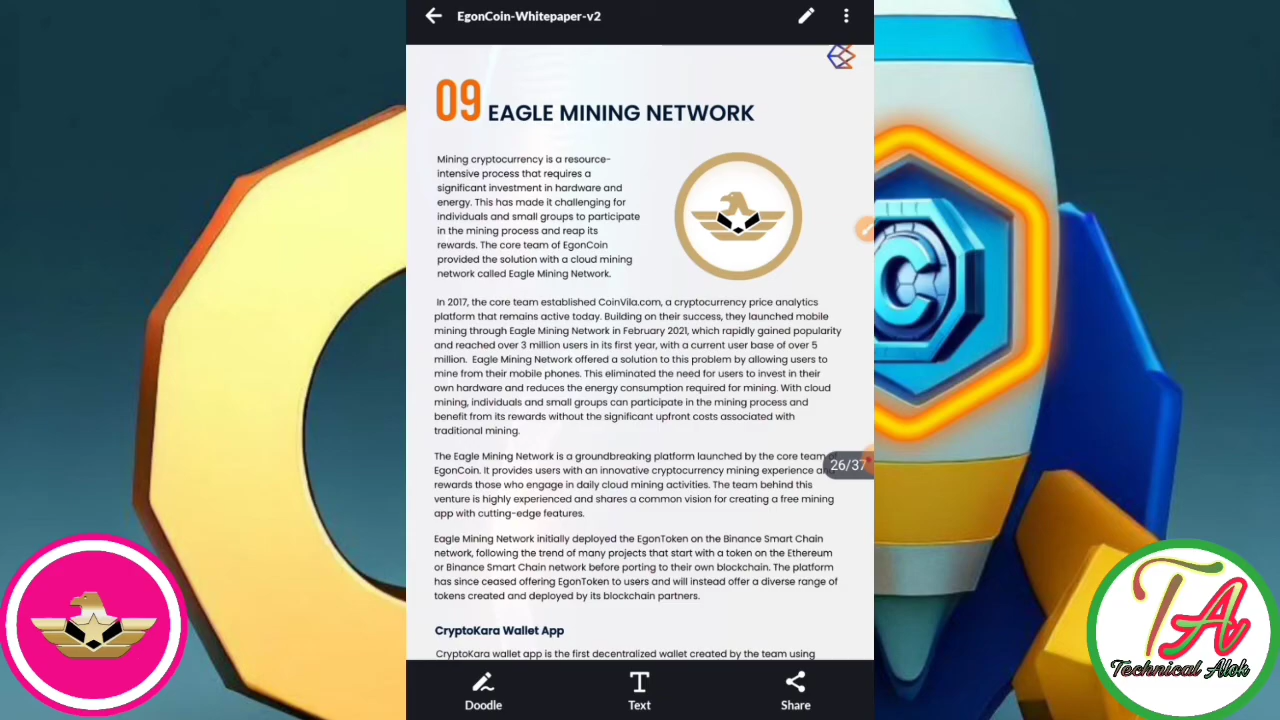 EgonCoin-Whitepaper-v2
09 EAGLE MINING NETWORK
Mining cryptocurrency is a resource-
intensive process that requires a
significant investment in hardware and
energy. This has made it challenging for
individuals and small groups to participate
in the mining process and reap its
rewards. The core team of EgonCoin
provided the solution with a cloud mining
network called Eagle Mining Network.
In 2017, the core team established CoinVila.com, a cryptocurrency price analytics
platform that remains active today. Building on their success, they launched mobile
mining through Eagle Mining Network in February 2021, which rapidly gained popularity
and reached over 3 million users in its first year, with a current user base of over 5
million. Eagle Mining Network offered a solution to this problem by allowing users to
mine from their mobile phones. This eliminated the need for users to invest in their
own hardware and reduces the energy consumption required for mining. With cloud
mining, individuals and small groups can participate in the mining process and
benefit from its rewards without the significant upfront costs associated with
traditional mining.
The Eagle Mining Network is a groundbreaking platform launched by the core team of
EgonCoin. It provides users with an innovative cryptocurrency mining experience and
26/37
rewards those who engage in daily cloud mining activities. The team behind this
venture is highly experienced and shares a common vision for creating a free mining
app with cutting-edge features.
Eagle Mining Network initially deployed the EgonToken on the Binance Smart Chain
network, following the trend of many projects that start with a token on the Ethereum
or Binance Smart Chain network before porting to their own blockchain. The platform
has since ceased offering EgonToken to users and will instead offer a diverse range of
tokens created and deployed by its blockchain partners.
CryptoKara Wallet App
CryptoKara wallet app is the first decentralized wallet created by the team using
Doodle
Text
Share
C
TA
Technical Alok